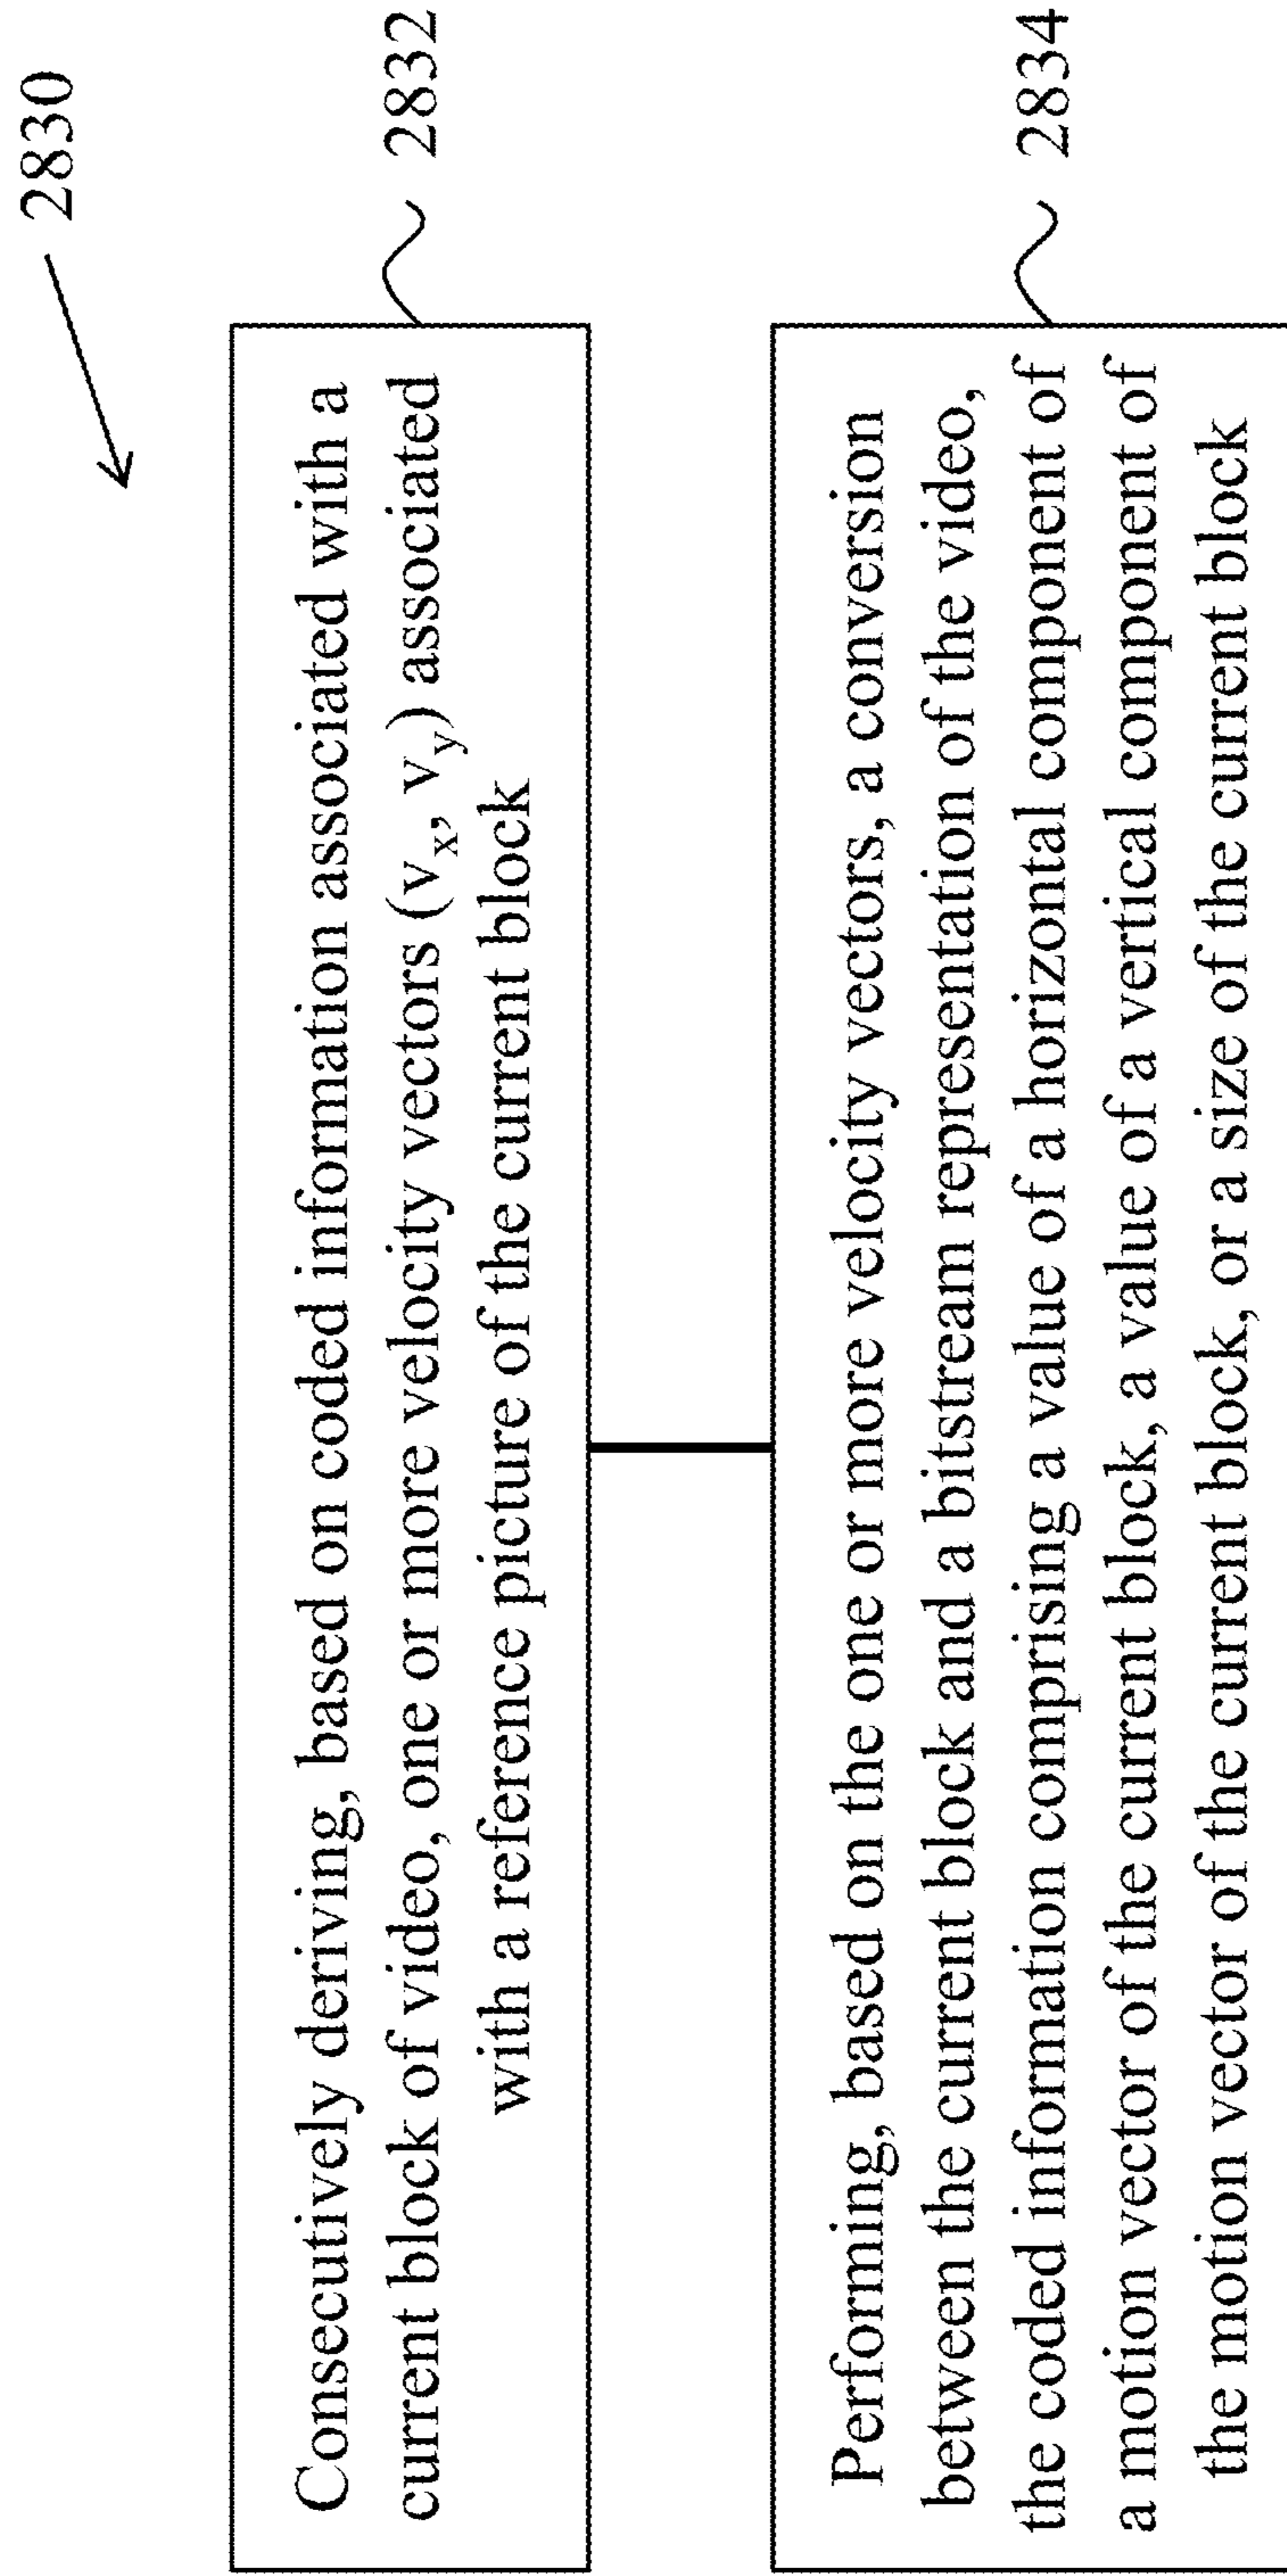 2830
Consecutively deriving, based on coded information associated with a
current block of video, one or more velocity vectors (vx, vy) associated
with a reference picture of the current block
2832
Performing, based on the one or more velocity vectors, a conversion
between the current block and a bitstream representation of the video,
the coded information comprising a value of a horizontal component of
a motion vector of the current block, a value of a vertical component of
the motion vector of the current block, or a size of the current block
2834